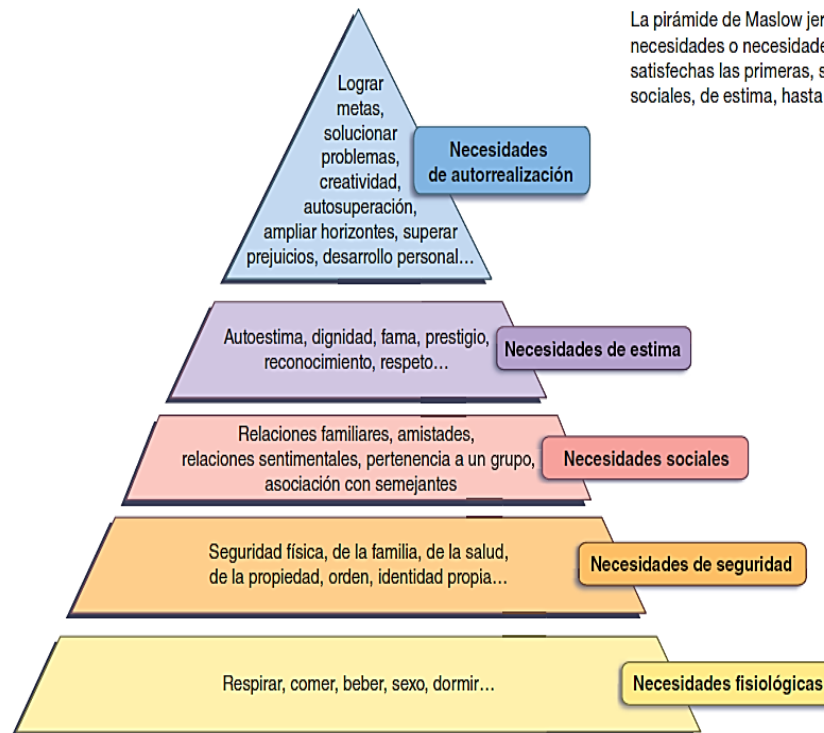 La pirámide de Maslow
necesidades o necesidade
satisfechas las primeras, s
sociales, de estima, hasta
Lograr
metas,
solucionar
problemas,
creatividad,
autosuperación,
ampliar horizontes, superar
prejuicios, desarrollo personal…
Necesidades
de autorrealización
Autoestima, dignidad, fama, prestigio,
reconocimiento, respeto…
Necesidades de estima
Relaciones familiares, amistades,
relaciones sentimentales, pertenencia a un grupo,
asociación con semejantes
Necesidades sociales
Seguridad física, de la familia, de la salud,
de la propiedad, orden, identidad propia…
Necesidades de seguridad
Respirar, comer, beber, sexo, dormir…
Necesidades fisiológicas